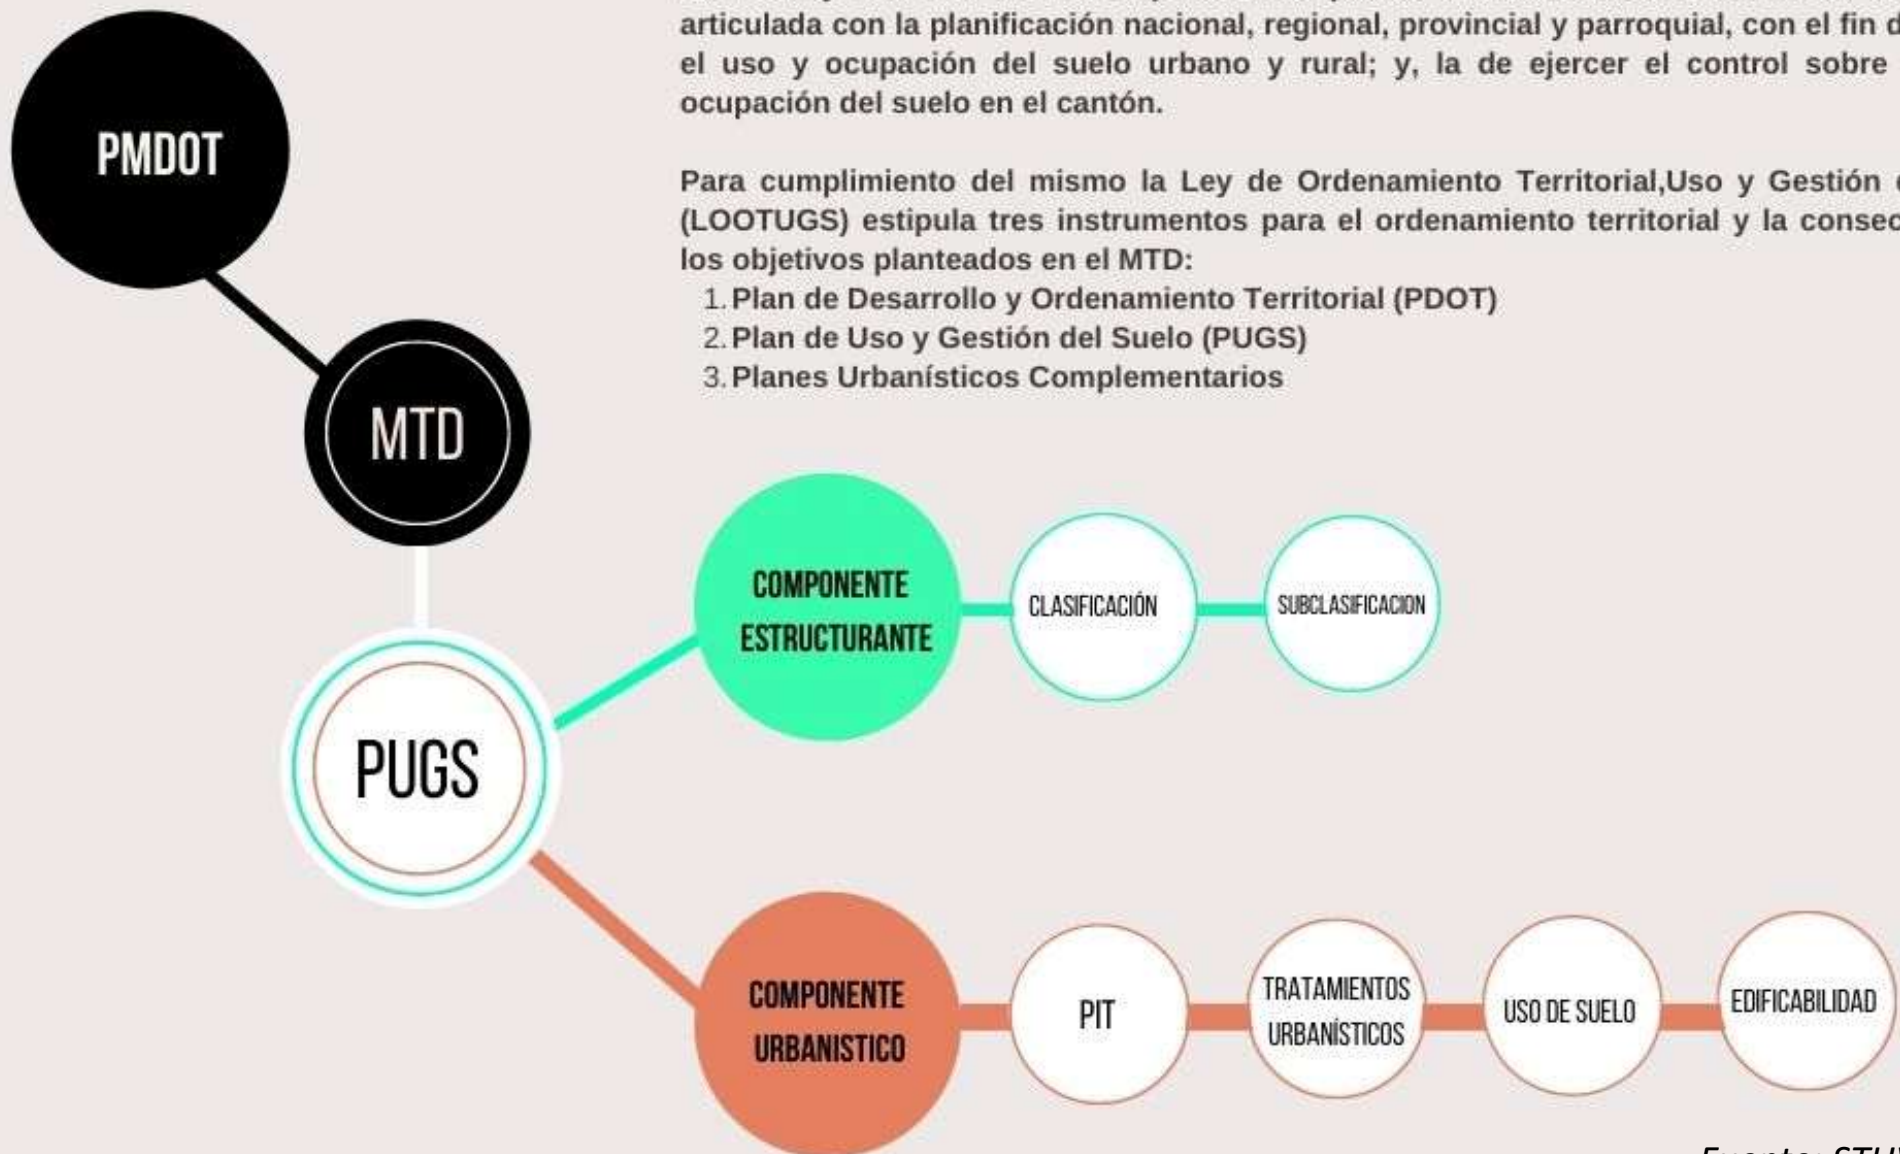 articulada con la planificación nacional, regional, provincial y parroquial, con el fin
el uso y ocupación del suelo urbano y rural; y, la de ejercer el control sobre
ocupación del suelo en el cantón.
Para cumplimiento del mismo la Ley de Ordenamiento Territorial,Uso y Gestión
(LOOTUGS) estipula tres instrumentos para el ordenamiento territorial y la
los objetivos planteados en el MTD:
1. Plan de Desarrollo y Ordenamiento Territorial (PDOT)
2. Plan de Uso y Gestión del Suelo (PUGS)
3. Planes Urbanísticos Complementarios
PMDOT
MTD
PUGS
COMPONENTE
ESTRUCTURANTE
CLASIFICACIÓN
SUBCLASIFICACION
COMPONENTE
URBANISTICO
PIT
TRATAMIENTOS
URBANÍSTICOS
USO DE SUELO
EDIFICABILIDAD